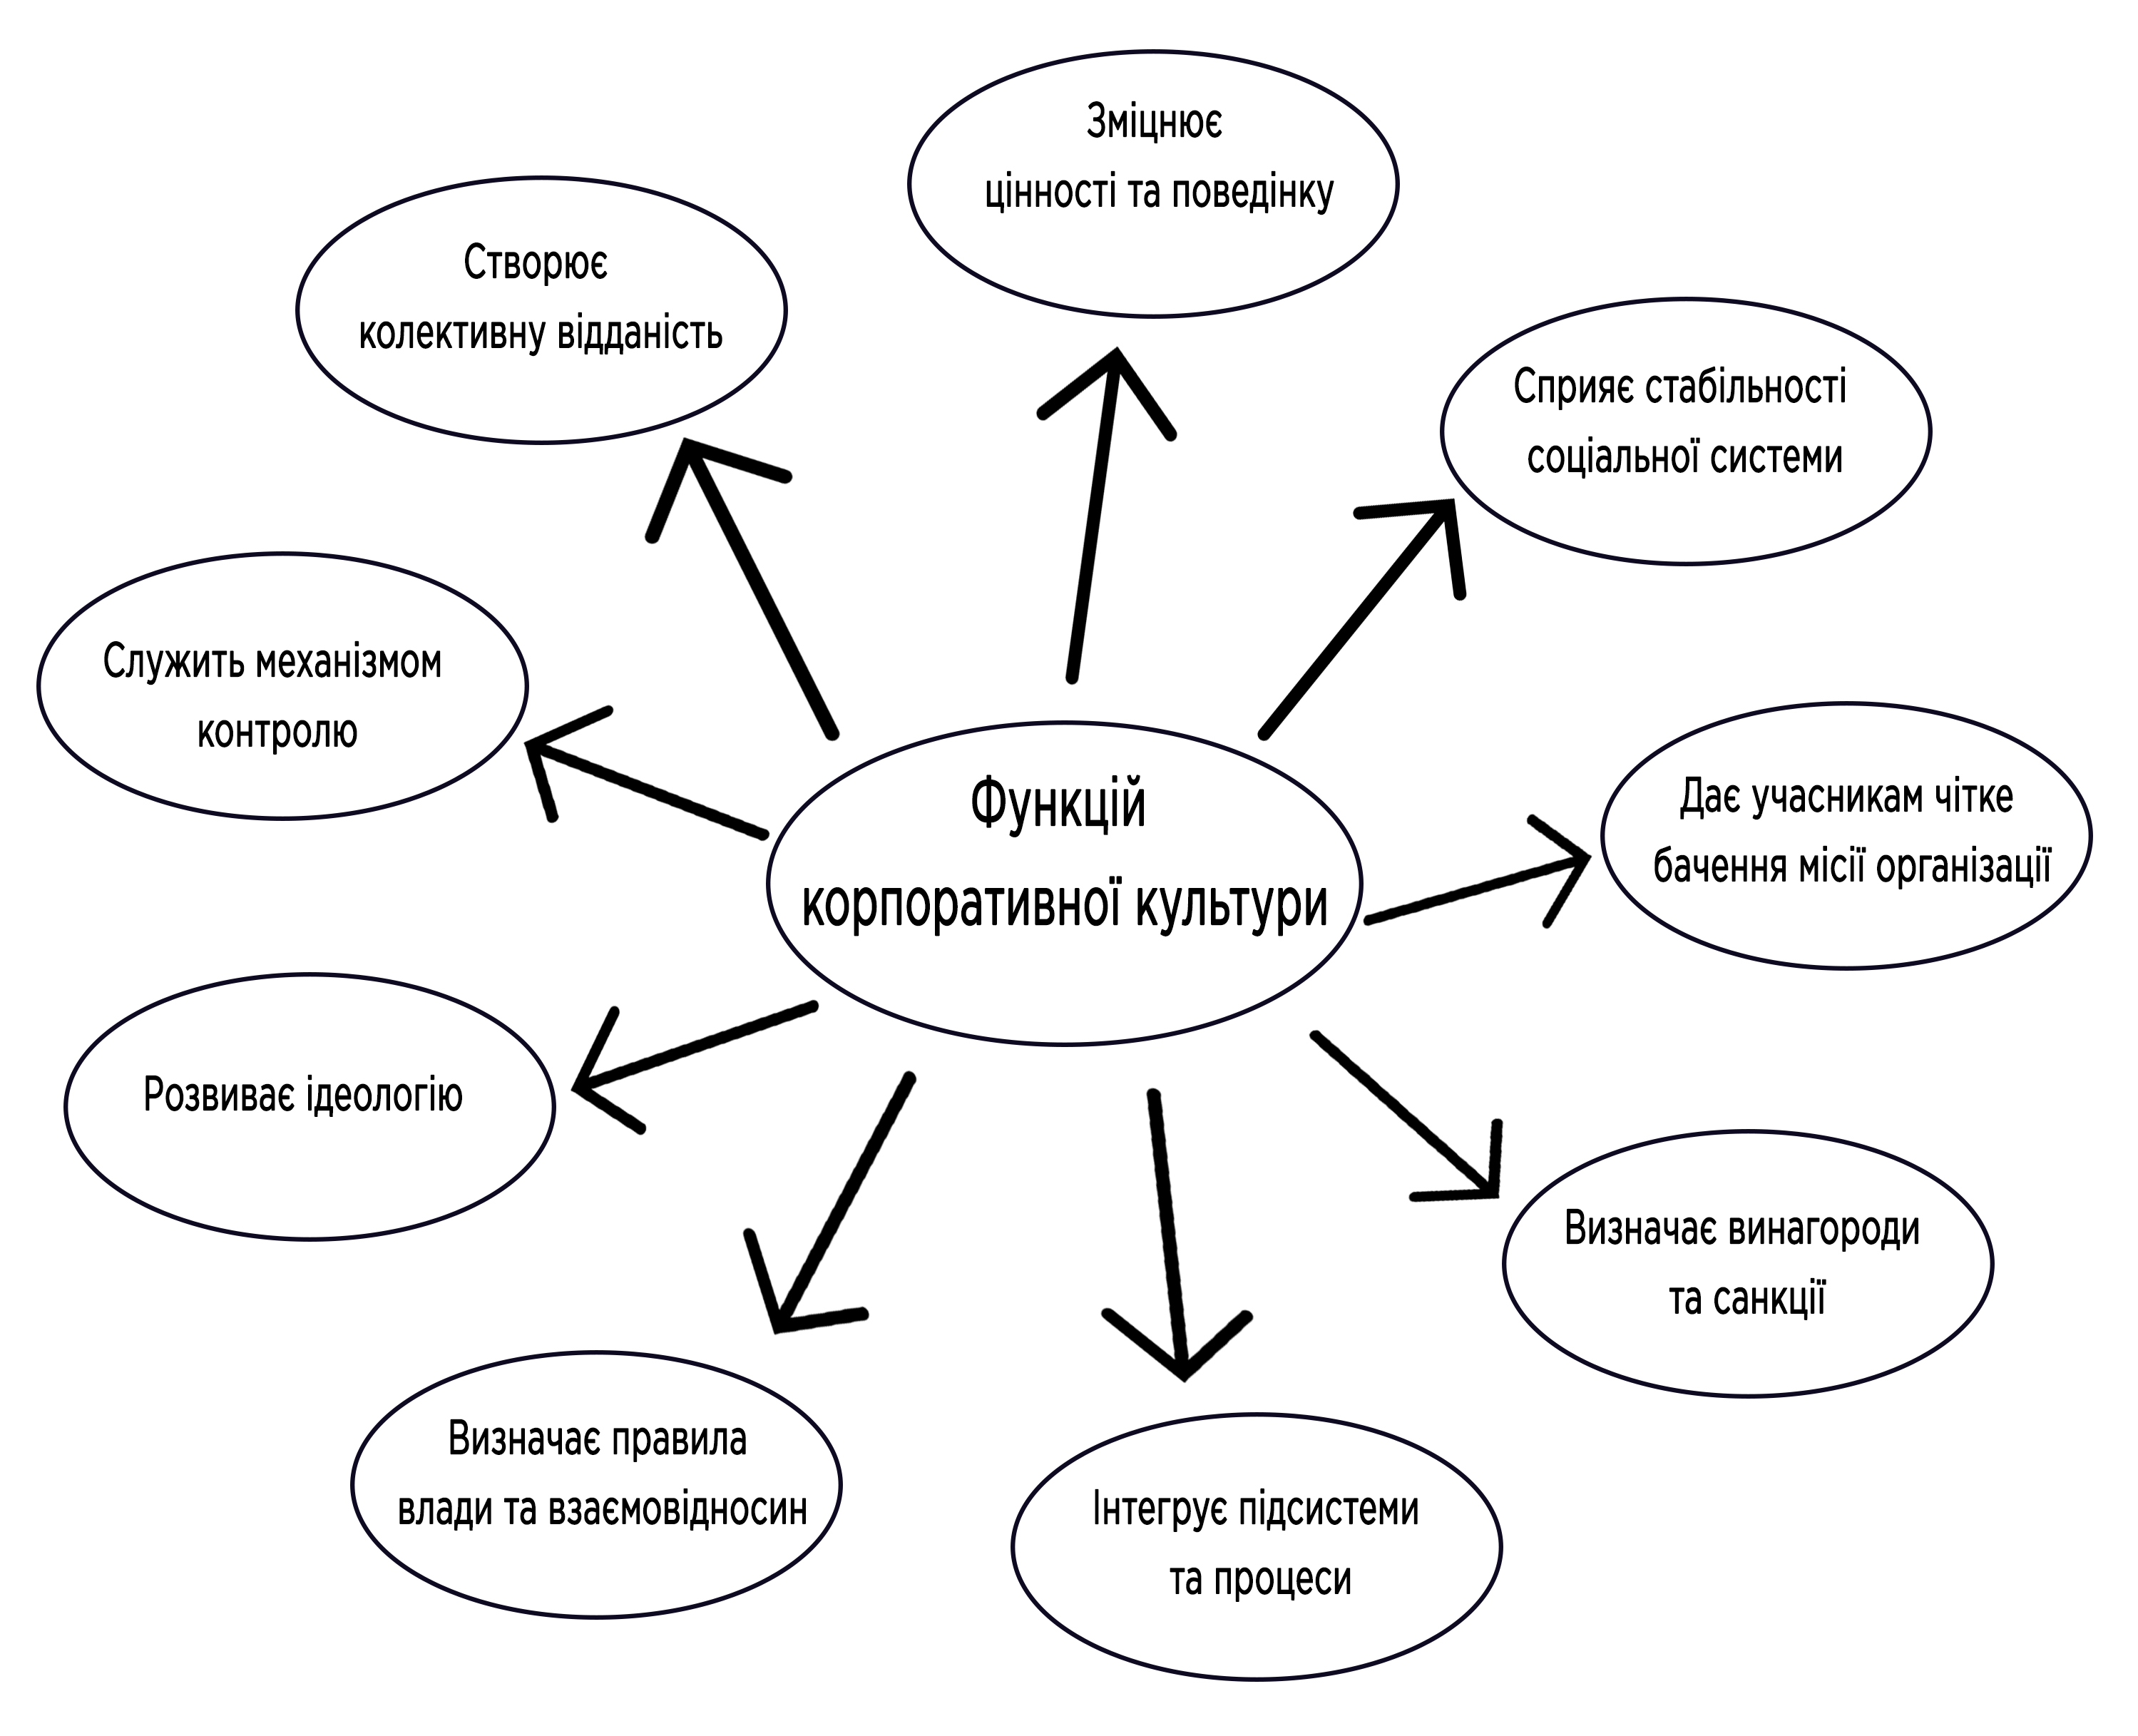 Зміцнює
цінності та поведінку
Створює
колективну відданість
Сприяє стабільності
соціальної системи
Служить механізмом
контролю
Функцій
корпоративної культури
Дає учасникам чітке
бачення місії організації
Розвиває ідеологію
Визначає винагороди
та санкції
Визначає правила
влади та взаємовідносин
Інтегрує підсистеми
та процеси